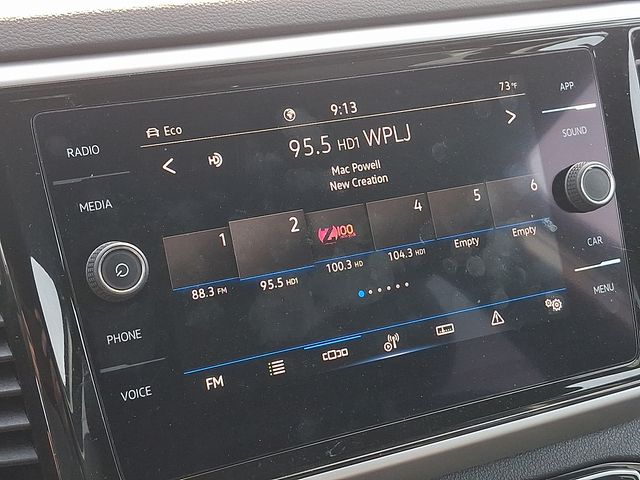 RADIO
MEDIA
PHONE
VOICE
Eco
9:13
73°F
95.5 HD1 WPLJ
Mac Powell
New Creation
1
2
Z100
4
5
6
88.3 FM
95.5 HD1
100.3 HD
104.3 HD1
Empty
Empty
FM
APP
SOUND
CAR
MENU